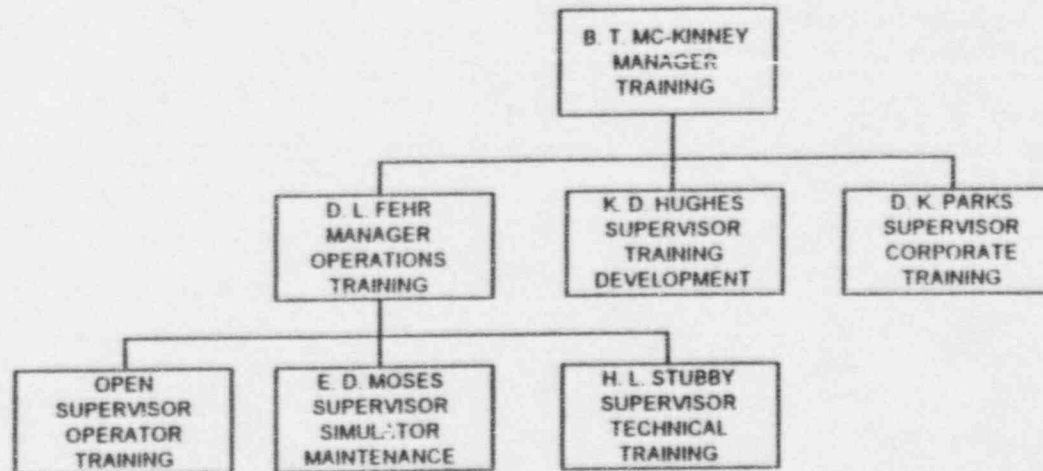 B. T. MC-KINNEY
MANAGER
TRAINING
D. L. FEHR
MANAGER
OPERATIONS
TRAINING
K. D. HUGHES
SUPERVISOR
TRAINING
DEVELOPMENT
D. K. PARKS
SUPERVISOR
CORPORATE
TRAINING
OPEN
SUPERVISOR
OPERATOR
TRAINING
E. D. MOSES
SUPERVISOR
SIMULATOR
MAINTENANCE
H. L. STUBBY
SUPERVISOR
TECHNICAL
TRAINING